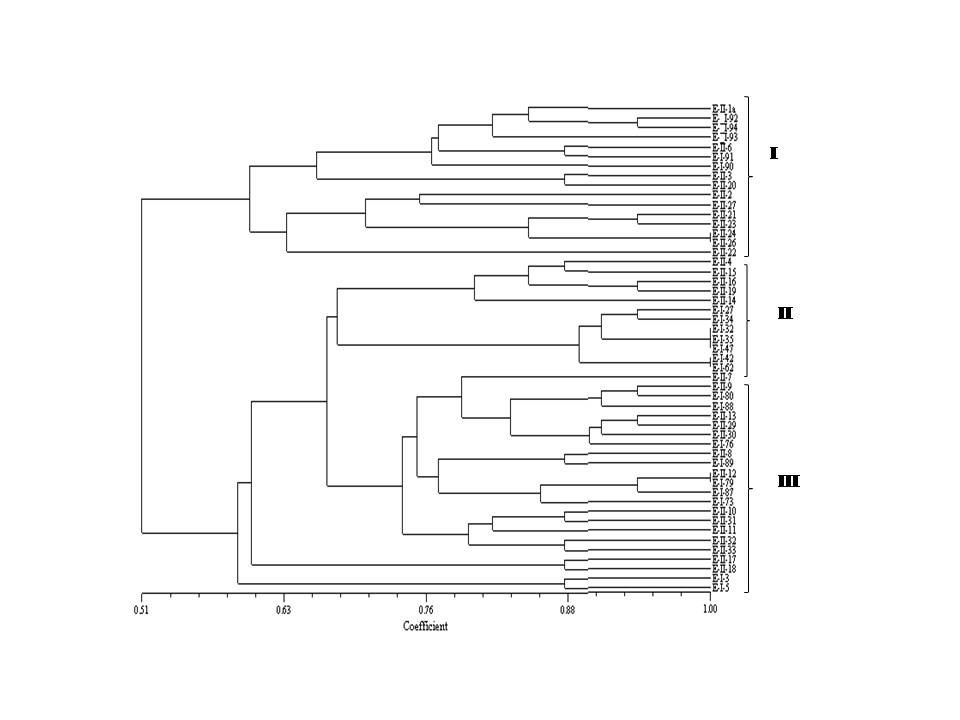 E-II-1a
E- I-92
E- I-94
E- I-93
E-II-6
E-I-91
E-I-90
E-II-3
E-II-20
E-II-2
E-II-27
E-II-21
E-II-23
E-II-24
E-II-26
E-II-22
E-II-4
E-II-15
E-II-16
E-II-19
E-II-14
E-I-27
E-I-34
E-I-32
E-I-35
E-I-47
E-I-42
E-I-62
E-II-7
E-II-9
E-I-80
E-I-88
E-II-13
E-II-29
E-II-30
E-I-76
E-II-8
E-I-89
E-II-12
E-I-79
E-I-87
E-I-73
E-II-10
E-II-31
E-II-11
E-II-32
E-II-33
E-II-17
E-II-18
E-I-3
E-I-5
I
II
III
0.51 0.63 0.76 0.88 1.00
Coefficient